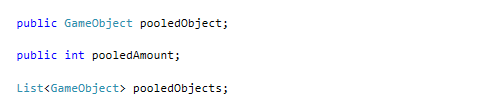 public GameObject pooledObject;
public int pooledAmount;
List<GameObject> pooledObjects;